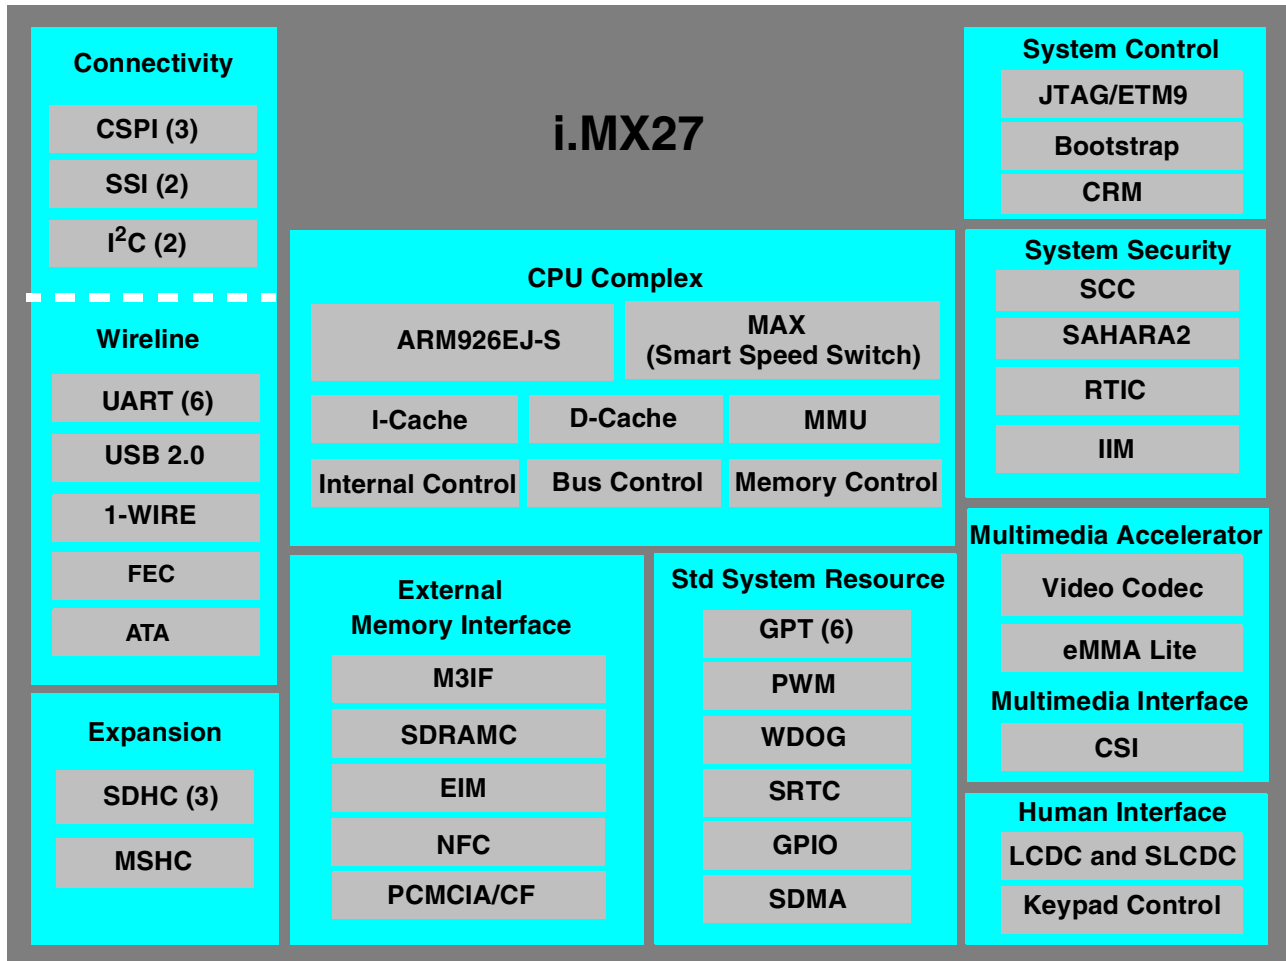 i.MX27
Connectivity
CSPI (3)
SSI (2)
I²C (2)
Wireline
UART (6)
USB 2.0
1-WIRE
FEC
ATA
Expansion
SDHC (3)
MSHC
CPU Complex
ARM926EJ-S
MAX
(Smart Speed Switch)
I-Cache
D-Cache
MMU
Internal Control
Bus Control
Memory Control
External
Memory Interface
M3IF
SDRAMC
EIM
NFC
PCMCIA/CF
Std System Resource
GPT (6)
PWM
WDOG
SRTC
GPIO
SDMA
System Control
JTAG/ETM9
Bootstrap
CRM
System Security
SCC
SAHARA2
RTIC
IIM
Multimedia Accelerator
Video Codec
eMMA Lite
Multimedia Interface
CSI
Human Interface
LCDC and SLCDC
Keypad Control